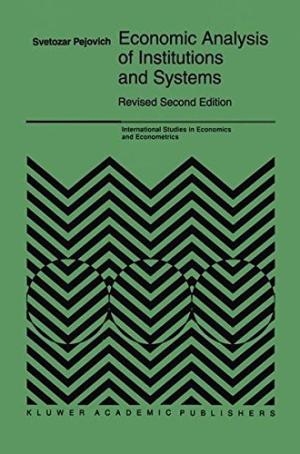 Svetozar Pejovich
Economic Analysis
of Institutions
and Systems
Revised Second Edition
International Studies in Economics
and Econometrics
KLUWER ACADEMIC PUBLISHERS